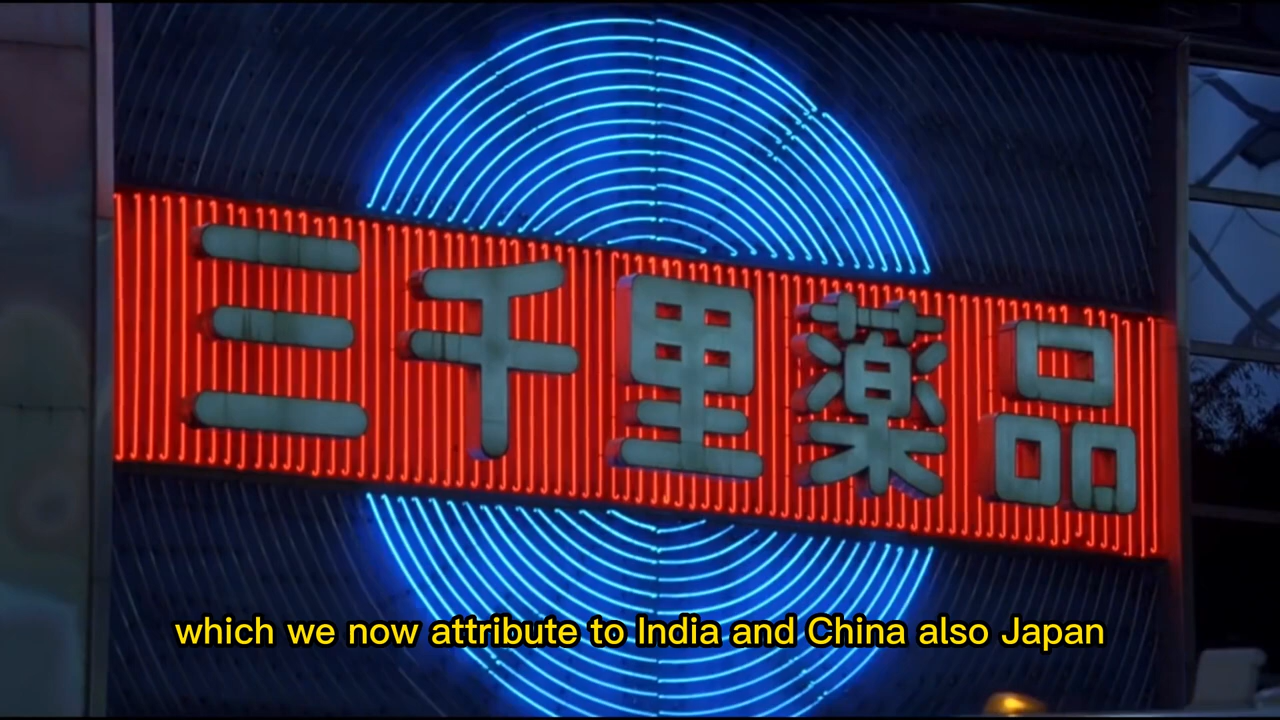 三千里薬品
which we now attribute to India and China also Japan